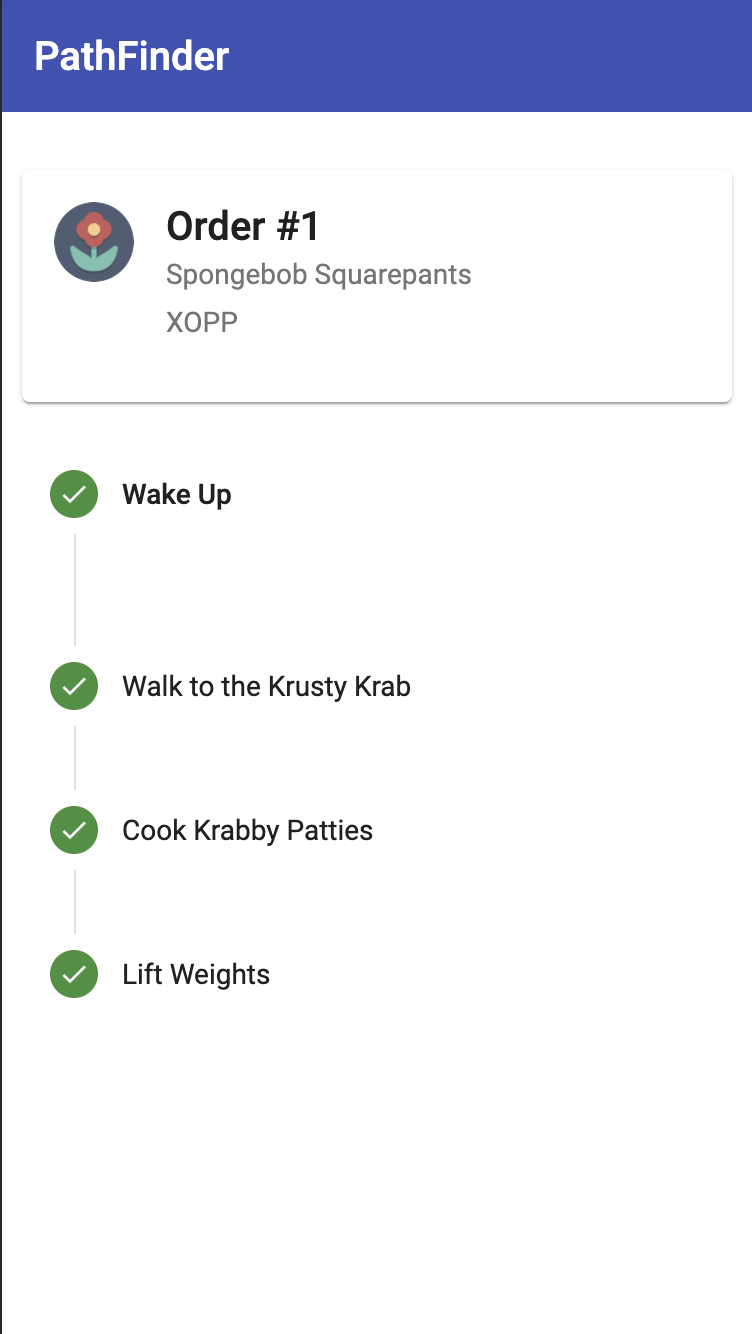 PathFinder
Order #1
Spongebob Squarepants
XOPP
Wake Up
Walk to the Krusty Krab
Cook Krabby Patties
Lift Weights